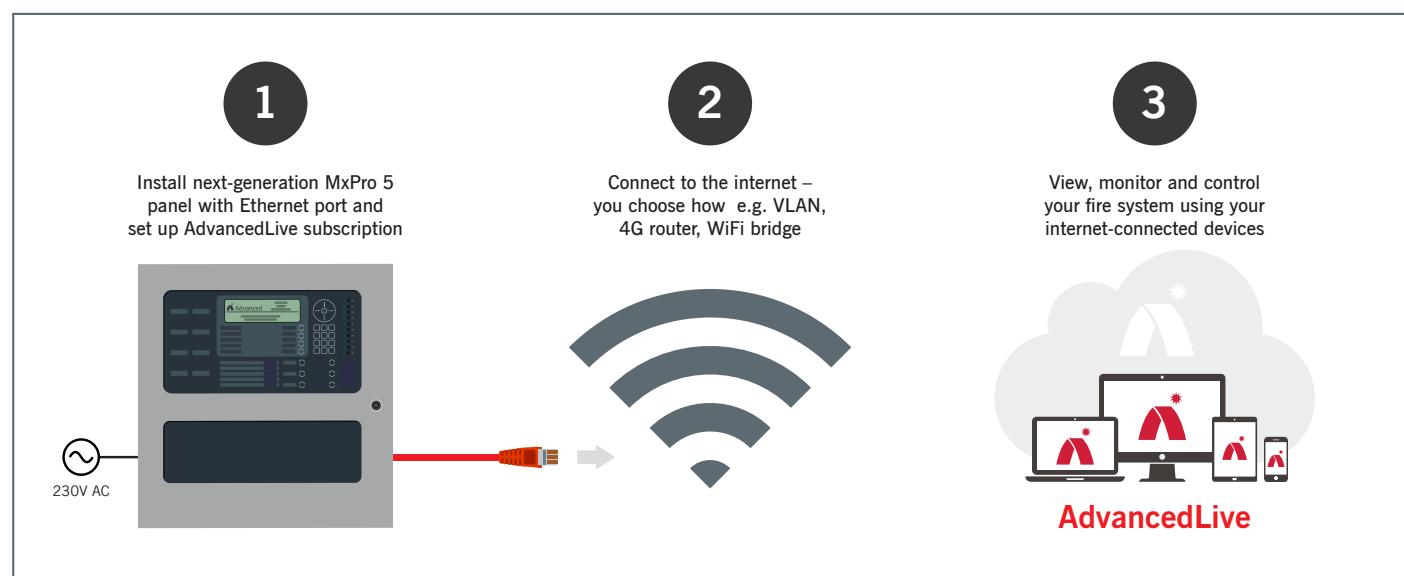 1
Install next-generation MxPro 5
panel with Ethernet port and
set up AdvancedLive subscription
Advanced
230V AC
2
Connect to the internet –
you choose how e.g. VLAN,
4G router, WiFi bridge
3
View, monitor and control
your fire system using your
internet-connected devices
AdvancedLive